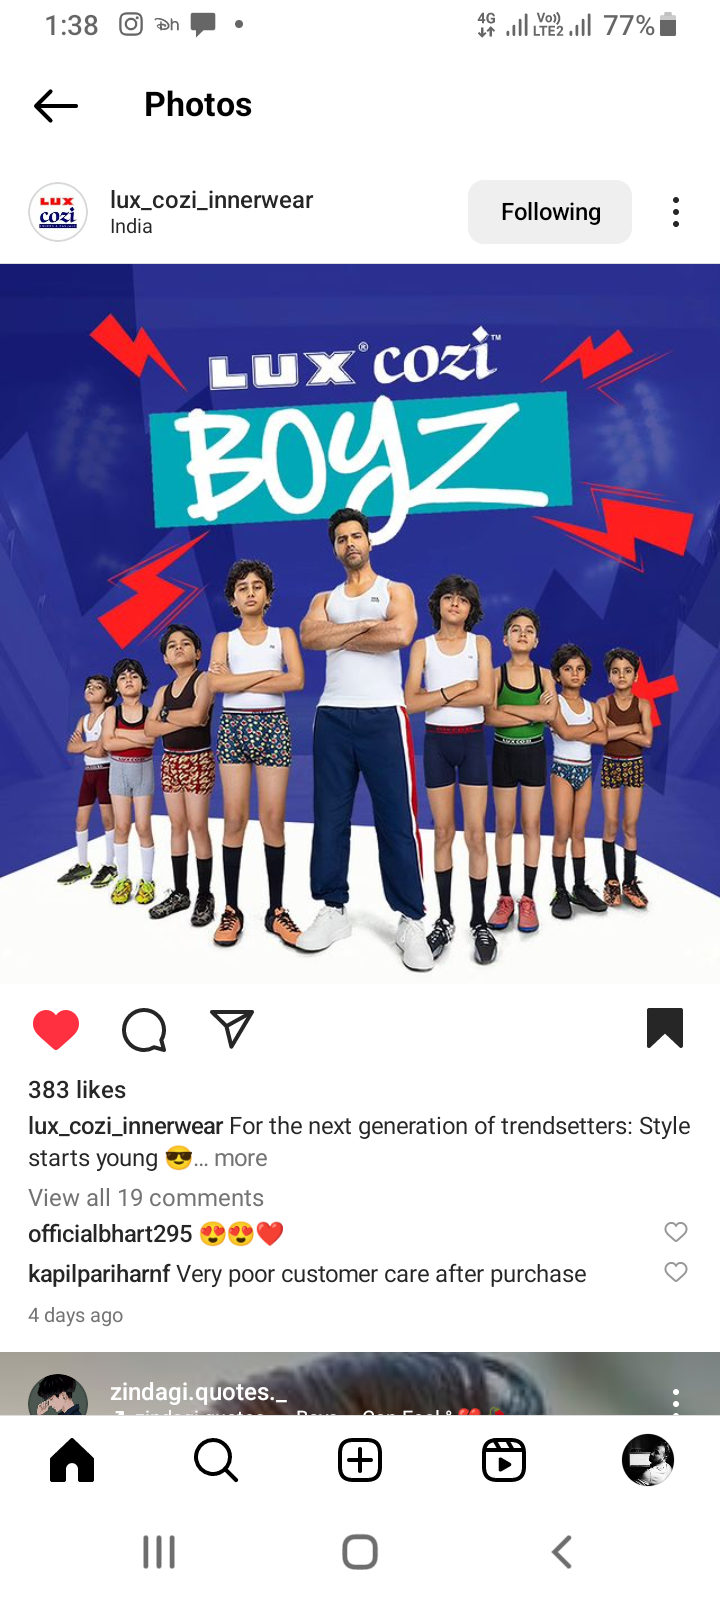 1:38
4G
Vo))
LTE2
77%
Photos
LUX
cozi
lux_cozi_innerwear
India
Following
LUX® cozi™
BOYZ
383 likes
lux_cozi_innerwear For the next generation of trendsetters: Style
starts young 😎... more
View all 19 comments
officialbhart295 😍😍❤️
kapilpariharnf Very poor customer care after purchase
4 days ago
zindagi.quotes._